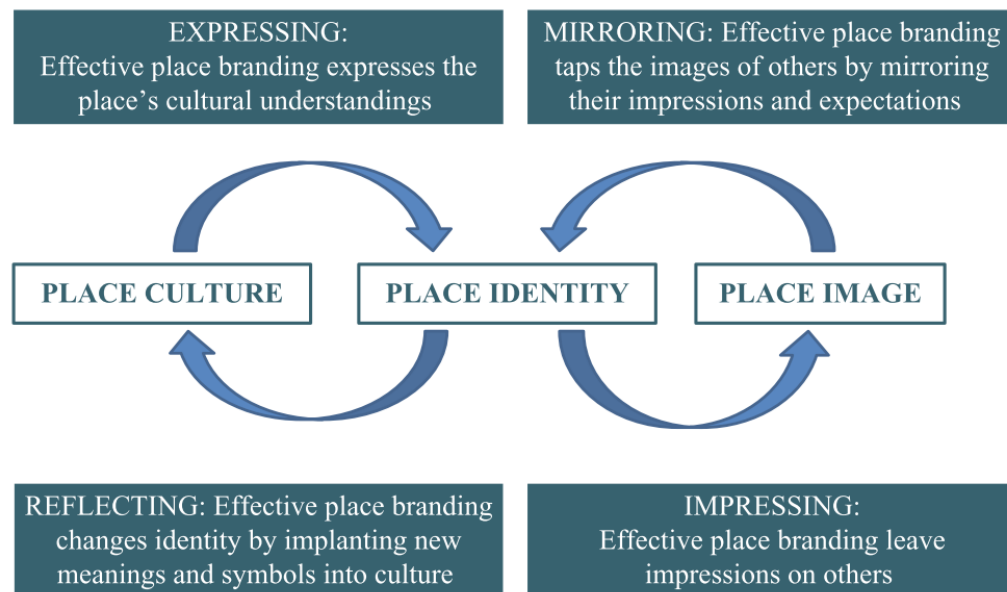 EXPRESSING:
Effective place branding expresses the
place’s cultural understandings
MIRRORING: Effective place branding
taps the images of others by mirroring
their impressions and expectations
PLACE CULTURE
PLACE IDENTITY
PLACE IMAGE
REFLECTING: Effective place branding
changes identity by implanting new
meanings and symbols into culture
IMPRESSING:
Effective place branding leave
impressions on others